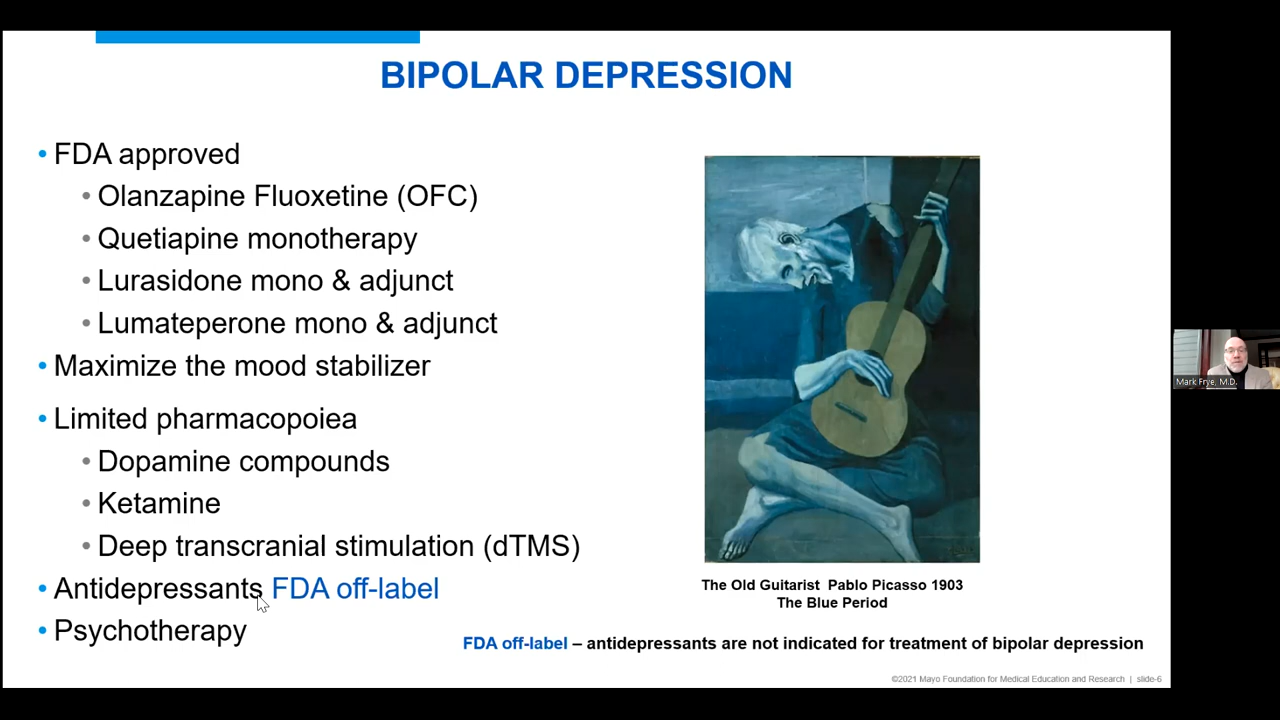 BIPOLAR DEPRESSION
• FDA approved
• Olanzapine Fluoxetine (OFC)
• Quetiapine monotherapy
• Lurasidone mono & adjunct
• Lumateperone mono & adjunct
• Maximize the mood stabilizer
• Limited pharmacopoiea
• Dopamine compounds
• Ketamine
• Deep transcranial stimulation (dTMS)
• Antidepressants FDA off-label
• Psychotherapy
The Old Guitarist Pablo Picasso 1903
The Blue Period
FDA off-label – antidepressants are not indicated for treatment of bipolar depression
©2021 Mayo Foundation for Medical Education and Research | slide-6
Mark Frye, M.D.